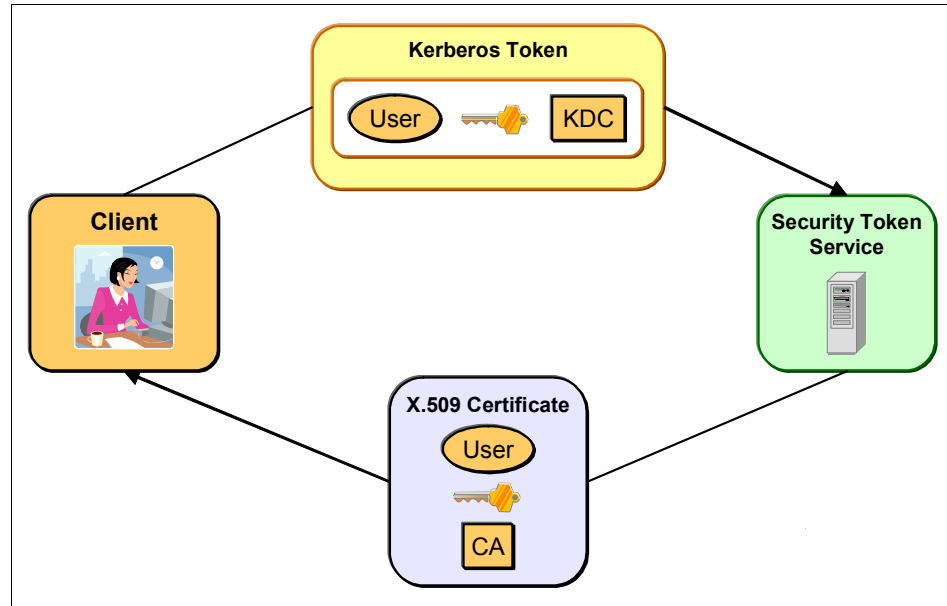 Kerberos Token
User
KDC
Client
Security Token
Service
X.509 Certificate
User
CA